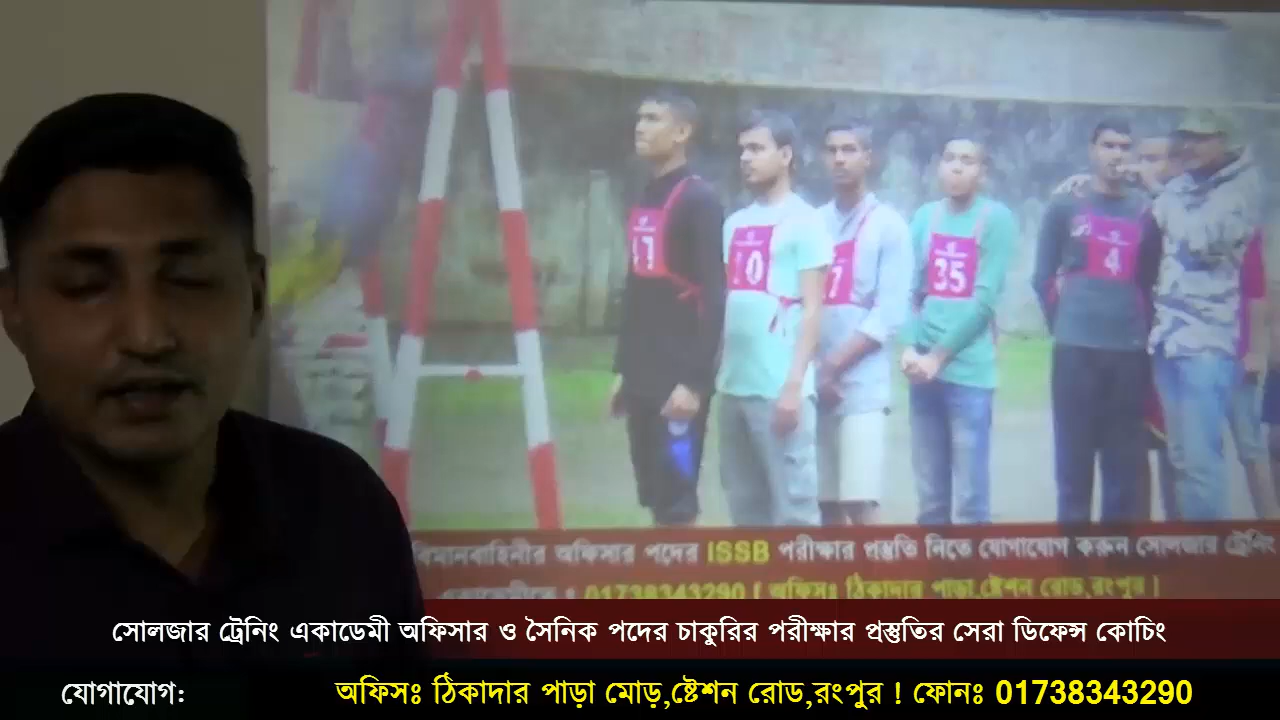 17
10
7
35
4
বিমানবাহিনীর অফিসার পদের ISSB পরীক্ষার প্রস্তুতি নিতে যোগাযোগ করুন সোলজার ট্রেনিং
একাডেমীতে : 01738343290 ! অফিসঃ ঠিকাদার পাড়া,ষ্টেশন রোড,রংপুর !
সোলজার ট্রেনিং একাডেমী অফিসার ও সৈনিক পদের চাকুরির পরীক্ষার প্রস্তুতির সেরা ডিফেন্স কোচিং
যোগাযোগ: অফিসঃ ঠিকাদার পাড়া মোড়,ষ্টেশন রোড,রংপুর ! ফোনঃ 01738343290